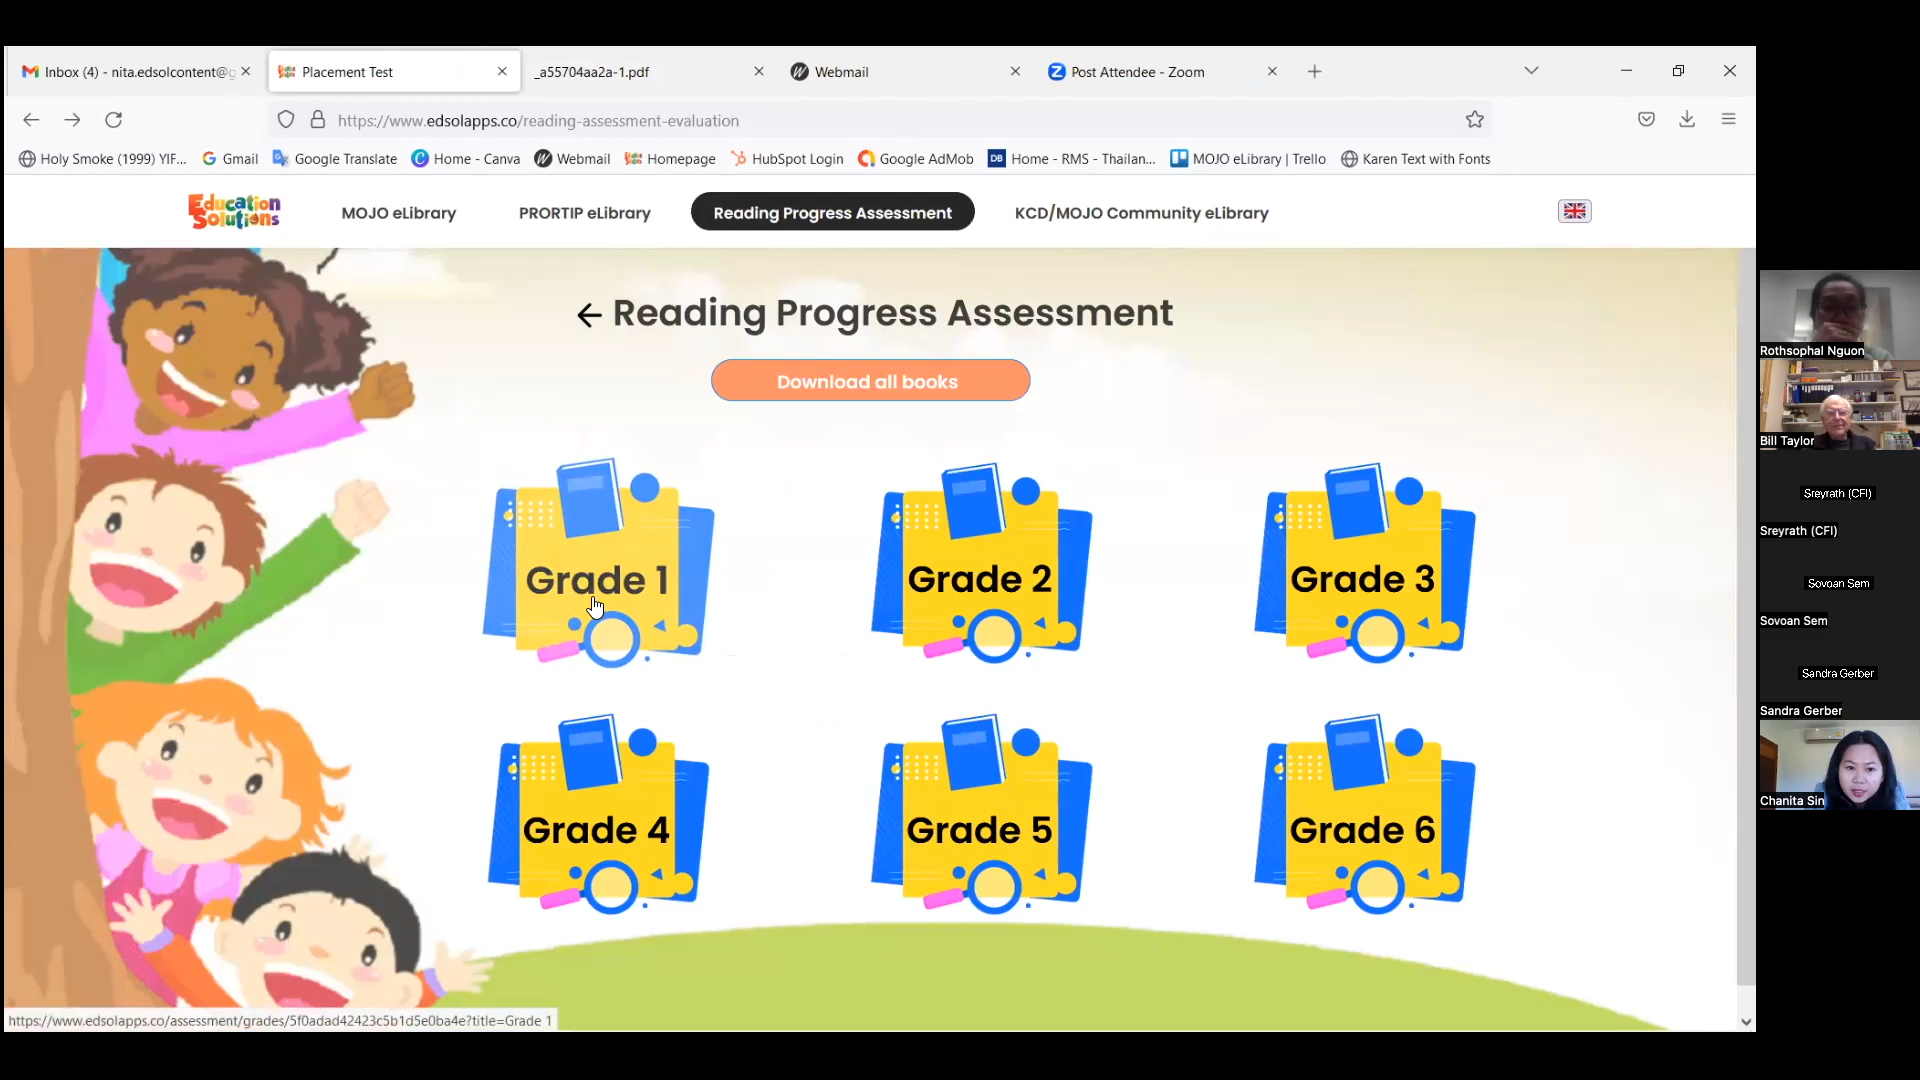 Inbox (4) - nita.edsolcontent@g
Placement Test
_a55704aa2a-1.pdf
Webmail
Post Attendee - Zoom
https://www.edsolapps.co/reading-assessment-evaluation
Holy Smoke (1999) YIF...
Gmail
Google Translate
Home - Canva
Webmail
Homepage
HubSpot Login
Google AdMob
DB
Home - RMS - Thailan...
MOJO eLibrary | Trello
Karen Text with Fonts
Education Solutions
MOJO eLibrary
PRORTIP eLibrary
Reading Progress Assessment
KCD/MOJO Community eLibrary
Reading Progress Assessment
Download all books
Grade 1
Grade 2
Grade 3
Grade 4
Grade 5
Grade 6
https://www.edsolapps.co/assessment/grades/5f0adad42423c5b1d5e0ba4e?title=Grade 1
Rothsophal Nguon
Bill Taylor
Sreyrath (CFI)
Sreyrath (CFI)
Sovoan Sem
Sovoan Sem
Sandra Gerber
Sandra Gerber
Chanita Sin